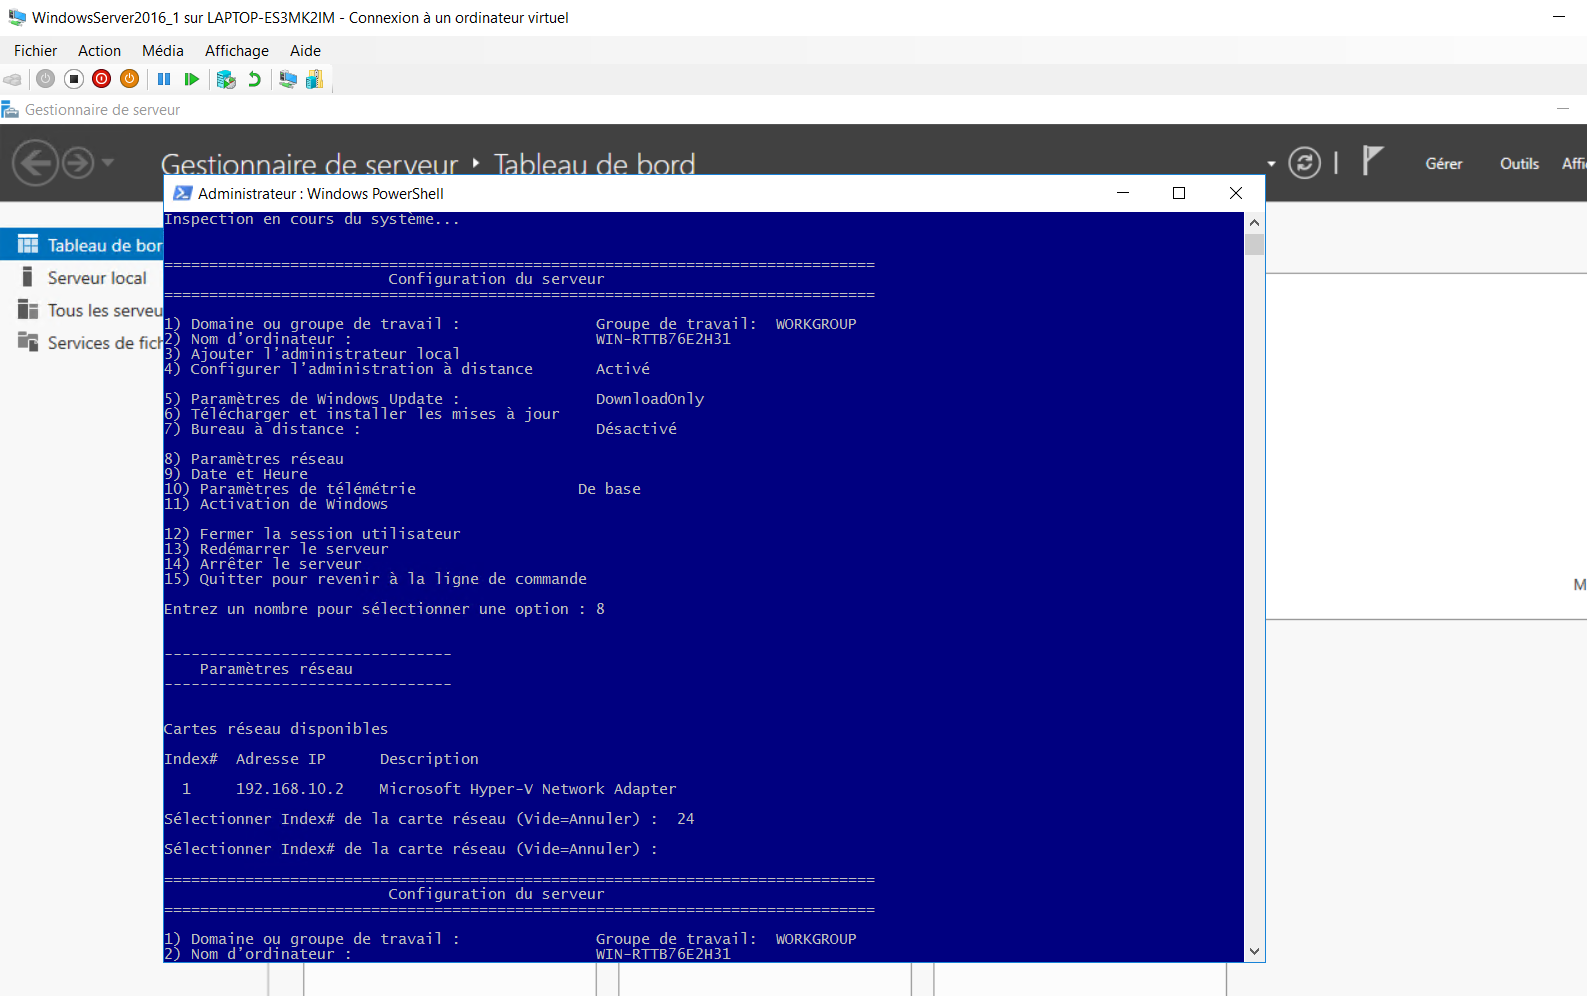 WindowsServer2016_1 sur LAPTOP-ES3MK2IM - Connexion à un ordinateur virtuel
Fichier Action Média Affichage Aide
Gestionnaire de serveur
Gestionnaire de serveur ‣ Tableau de bord
Gérer Outils Affi
Tableau de bor
Serveur local
Tous les serveu
Services de fich
Administrateur : Windows PowerShell
Inspection en cours du système...
===============================================================================
Configuration du serveur
===============================================================================
1) Domaine ou groupe de travail : Groupe de travail: WORKGROUP
2) Nom d'ordinateur : WIN-RTTB76E2H31
3) Ajouter l'administrateur local
4) Configurer l'administration à distance Activé
5) Paramètres de Windows Update : DownloadOnly
6) Télécharger et installer les mises à jour
7) Bureau à distance : Désactivé
8) Paramètres réseau
9) Date et Heure
10) Paramètres de télémétrie De base
11) Activation de Windows
12) Fermer la session utilisateur
13) Redémarrer le serveur
14) Arrêter le serveur
15) Quitter pour revenir à la ligne de commande
Entrez un nombre pour sélectionner une option : 8
--------------------------------
Paramètres réseau
--------------------------------
Cartes réseau disponibles
Index# Adresse IP Description
1 192.168.10.2 Microsoft Hyper-V Network Adapter
Sélectionner Index# de la carte réseau (Vide=Annuler) : 24
Sélectionner Index# de la carte réseau (Vide=Annuler) :
===============================================================================
Configuration du serveur
===============================================================================
1) Domaine ou groupe de travail : Groupe de travail: WORKGROUP
2) Nom d'ordinateur : WIN-RTTB76E2H31
M